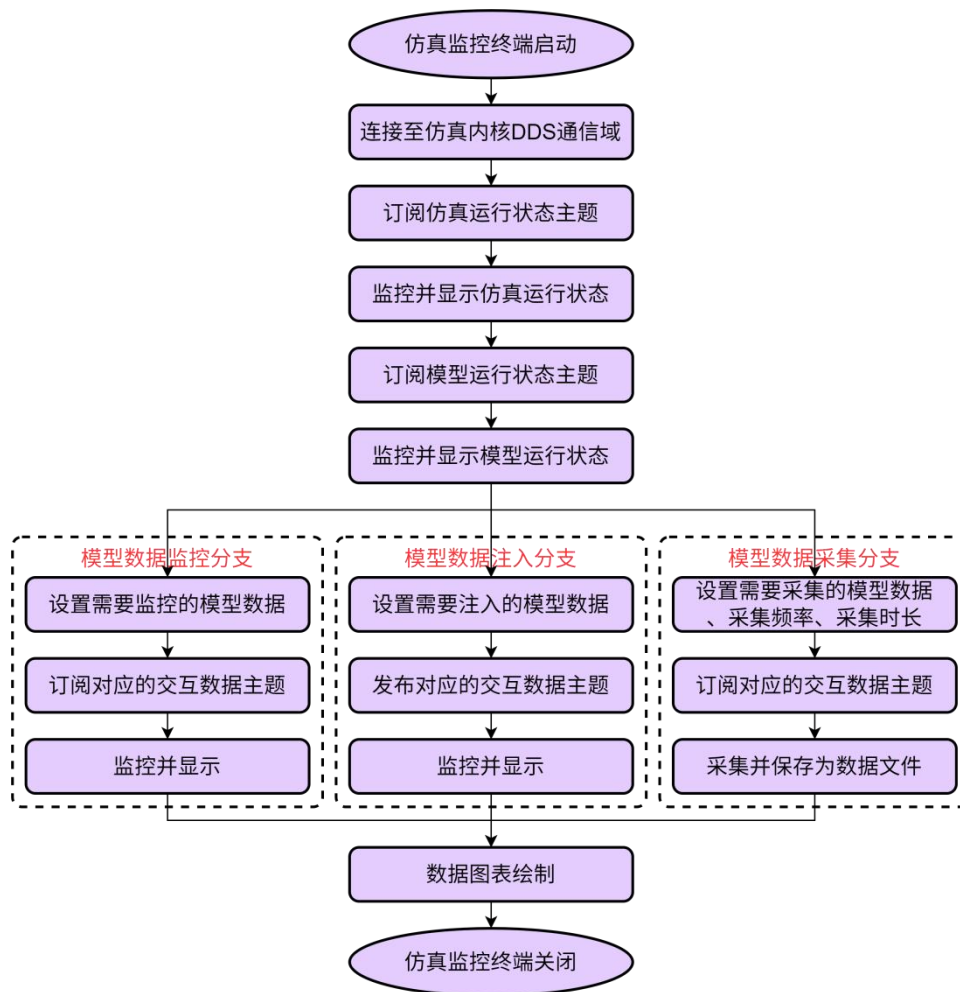 仿真监控终端启动
连接至仿真内核DDS通信域
订阅仿真运行状态主题
监控并显示仿真运行状态
订阅模型运行状态主题
监控并显示模型运行状态
模型数据监控分支
设置需要监控的模型数据
订阅对应的交互数据主题
监控并显示
模型数据注入分支
设置需要注入的模型数据
发布对应的交互数据主题
监控并显示
模型数据采集分支
设置需要采集的模型数据
、采集频率、采集时长
订阅对应的交互数据主题
采集并保存为数据文件
数据图表绘制
仿真监控终端关闭